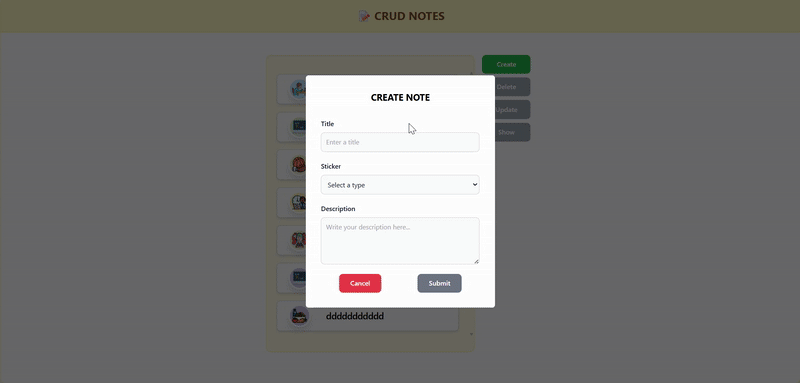 CRUD NOTES
Create
CREATE NOTE
Delete
Title
Update
Enter a title
Show
Sticker
Select a type
Description
Write your description here...
Cancel
Submit
ddddddddddd